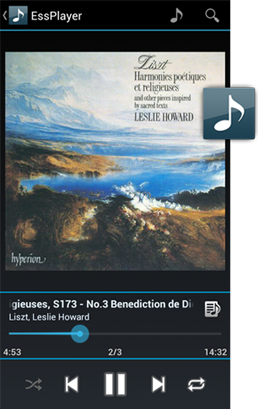 EssPlayer
Liszt
Harmonies poétiques
et religieuses
and other pieces inspired
by sacred texts
LESLIE HOWARD
hyperion
igieuses, S173 - No.3 Benediction de Di
Liszt, Leslie Howard
4:53
2/3
14:32